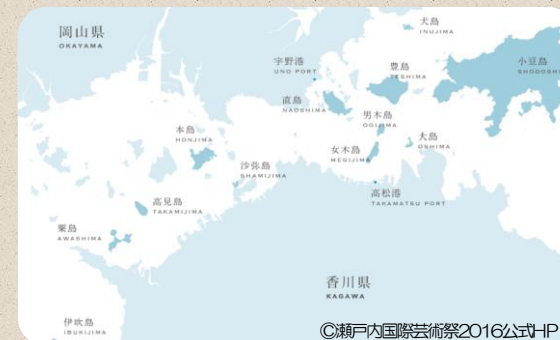 岡山県
OKAYAMA
犬島
INUJIMA
宇野港
UNO PORT
豊島
TESHIMA
小豆島
SHODOSHI
直島
NAOSHIMA
男木島
OGIJIMA
本島
HONJIMA
女木島
MEGIJIMA
大島
OSHIMA
沙弥島
SHAMIJIMA
高松港
TAKAMATSU PORT
高見島
TAKAMIJIMA
粟島
AWASHIMA
香川県
KAGAWA
伊吹島
IBUKIJIMA
©瀬戸内国際芸術祭2016公式HP